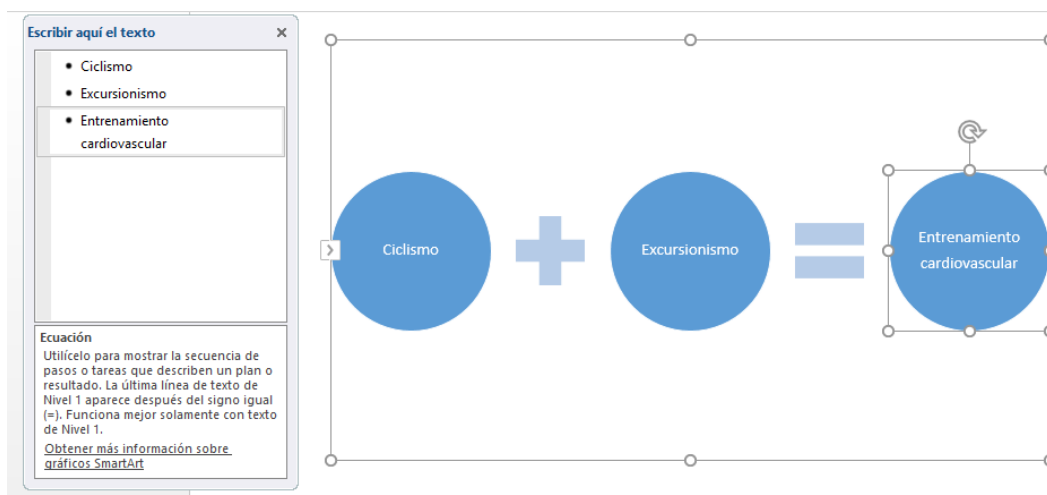 Escribir aquí el texto
Ciclismo
Excursionismo
Entrenamiento
cardiovascular
Ecuación
Utilícelo para mostrar la secuencia de
pasos o tareas que describen un plan o
resultado. La última línea de texto de
Nivel 1 aparece después del signo igual
(=). Funciona mejor solamente con texto
de Nivel 1.
Obtener más información sobre
gráficos SmartArt
Ciclismo
Excursionismo
Entrenamiento
cardiovascular